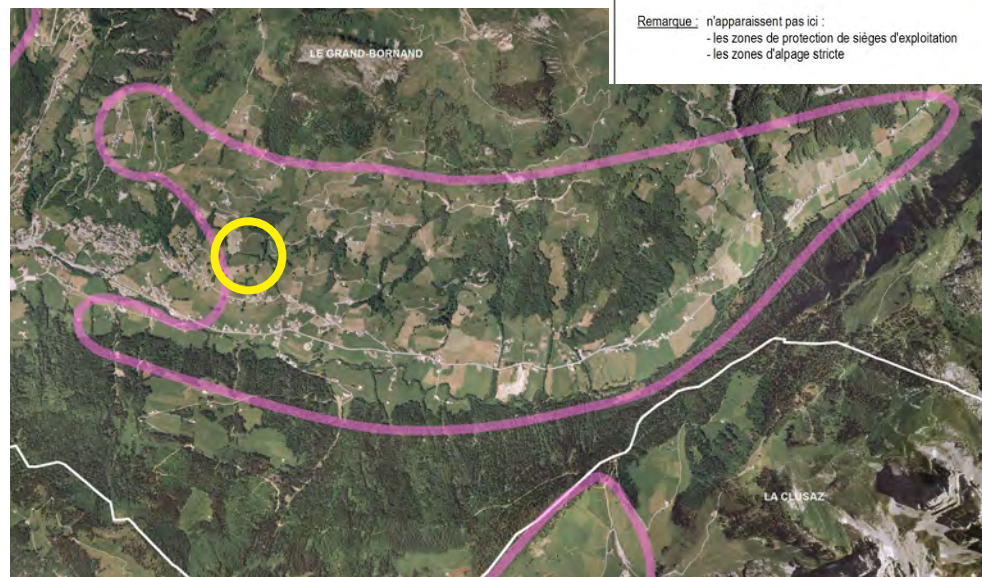 Remarque : n'apparaissent pas ici :
- les zones de protection de sièges d'exploitation
- les zones d'alpage stricte
LE GRAND-BORNAND
LA CLUSAZ